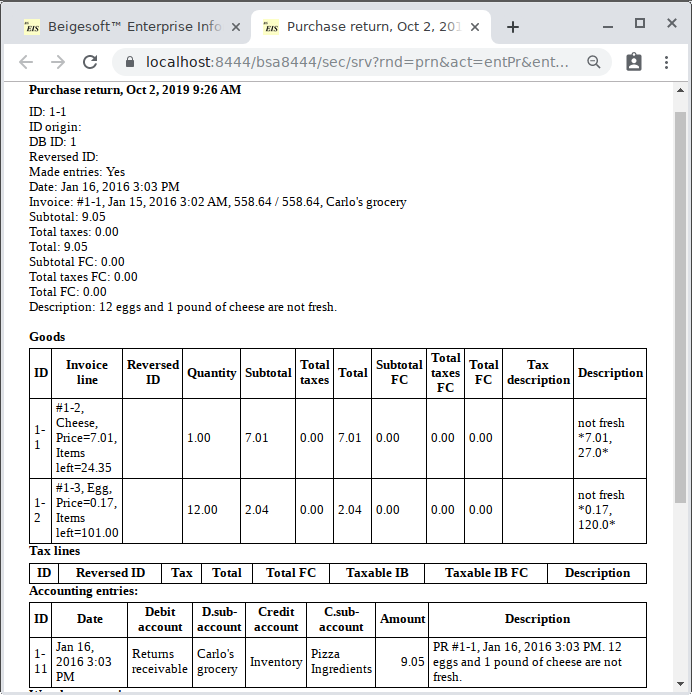 EIS Beigesoft™ Enterprise Info
EIS Purchase return, Oct 2, 201
localhost:8444/bsa8444/sec/srv?rnd=prn&act=entPr&ent...
Purchase return, Oct 2, 2019 9:26 AM
ID: 1-1
ID origin:
DB ID: 1
Reversed ID:
Made entries: Yes
Date: Jan 16, 2016 3:03 PM
Invoice: #1-1, Jan 15, 2016 3:02 AM, 558.64 / 558.64, Carlo's grocery
Subtotal: 9.05
Total taxes: 0.00
Total: 9.05
Subtotal FC: 0.00
Total taxes FC: 0.00
Total FC: 0.00
Description: 12 eggs and 1 pound of cheese are not fresh.
Goods
ID
Invoice
line
Reversed
ID
Quantity
Subtotal
Total
taxes
Total
Subtotal
FC
Total
taxes
FC
Total
FC
Tax
description
Description
1-
1
#1-2,
Cheese,
Price=7.01,
Items
left=24.35
1.00
7.01
0.00
7.01
0.00
0.00
0.00
not fresh
*7.01,
27.0*
1-
2
#1-3, Egg,
Price=0.17,
Items
left=101.00
12.00
2.04
0.00
2.04
0.00
0.00
0.00
not fresh
*0.17,
120.0*
Tax lines
ID
Reversed ID
Tax
Total
Total FC
Taxable IB
Taxable IB FC
Description
Accounting entries:
ID
Date
Debit
account
D.sub-
account
Credit
account
C.sub-
account
Amount
Description
1-
11
Jan 16,
2016 3:03
PM
Returns
receivable
Carlo's
grocery
Inventory
Pizza
Ingredients
9.05
PR #1-1, Jan 16, 2016 3:03 PM. 12
eggs and 1 pound of cheese are not
fresh.